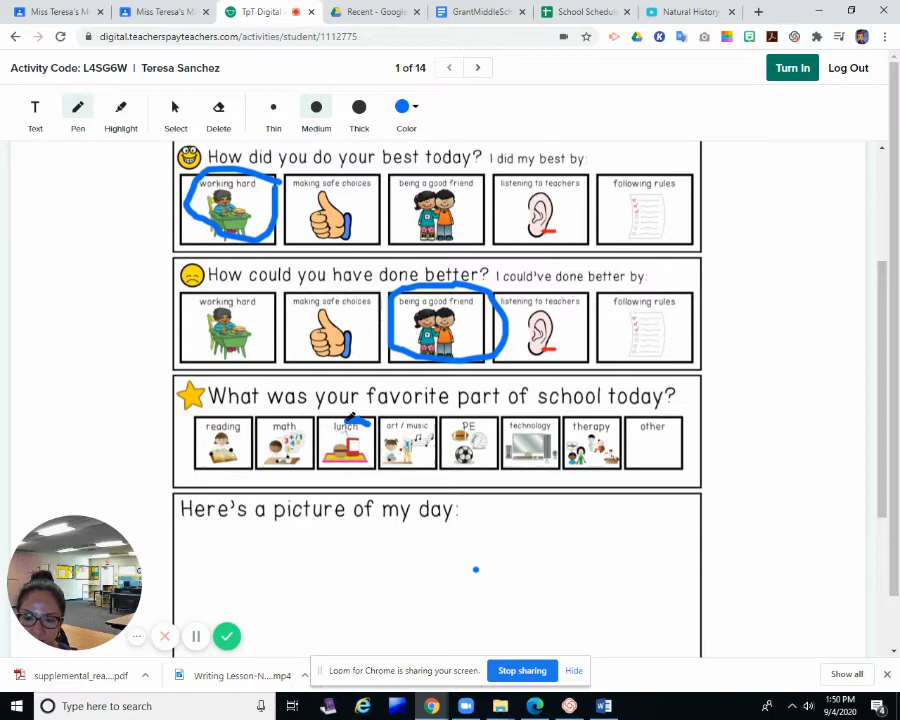 Miss Teresa's M
Miss Teresa's M
TpT Digital
Recent - Google
GrantMiddleSch
School Schedul
Natural History
digital.teacherspayteachers.com/activities/student/1112775
Activity Code: L4SG6W | Teresa Sanchez
1 of 14
Turn In
Log Out
Text
Pen
Highlight
Select
Delete
Thin
Medium
Thick
Color
How did you do your best today? I did my best by:
working hard
making safe choices
being a good friend
listening to teachers
following rules
How could you have done better? I could've done better by:
working hard
making safe choices
being a good friend
listening to teachers
following rules
What was your favorite part of school today?
reading
math
lunch
art / music
PE
technology
therapy
other
Here's a picture of my day:
Loom for Chrome is sharing your screen.
Stop sharing
Hide
supplemental_rea....pdf
Writing Lesson-N....mp4
Show all
Type here to search
1:50 PM
9/4/2020
4